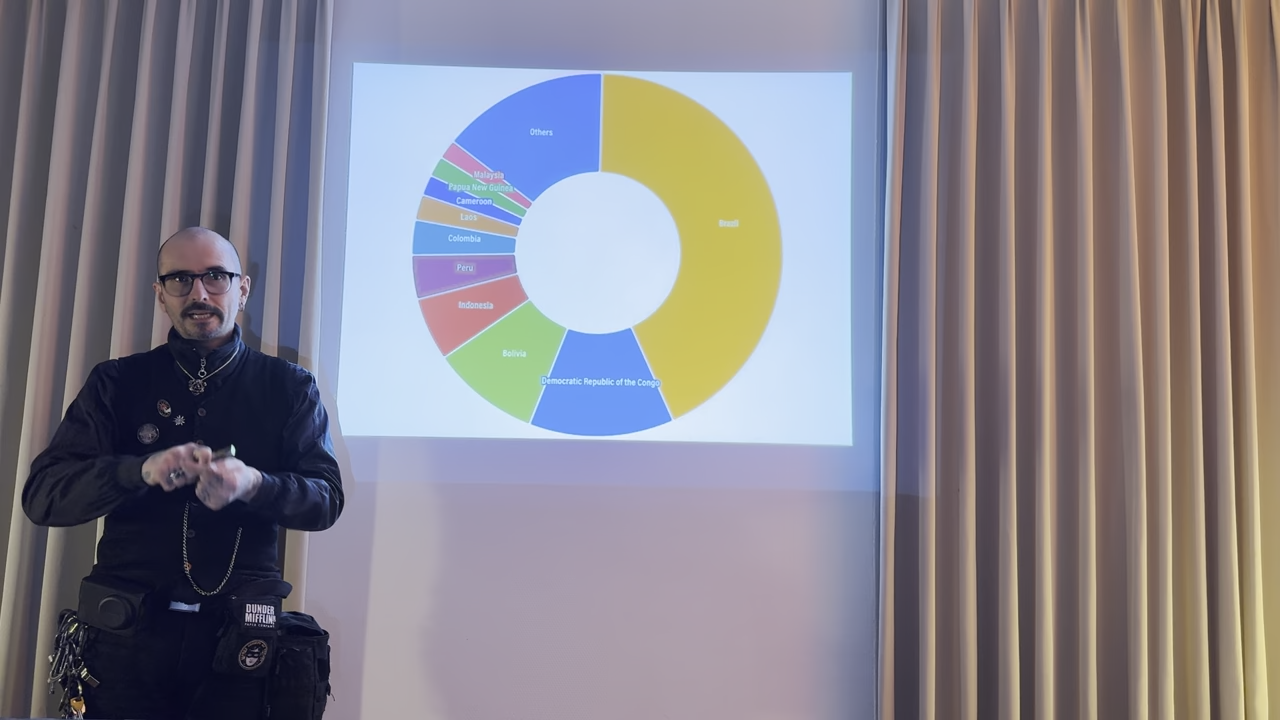 Others
Malaysia
Papua New Guinea
Cameroon
Laos
Colombia
Peru
Indonesia
Bolivia
Democratic Republic of the Congo
Brazil
DUNDER
MIFFLIN